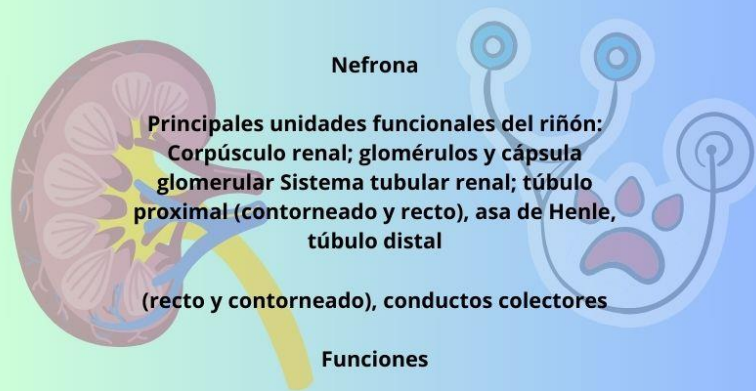 Nefrona
Principales unidades funcionales del riñón:
Corpúsculo renal; glomérulos y cápsula
glomerular Sistema tubular renal; túbulo
proximal (contorneado y recto), asa de Henle,
túbulo distal
(recto y contorneado), conductos colectores
Funciones